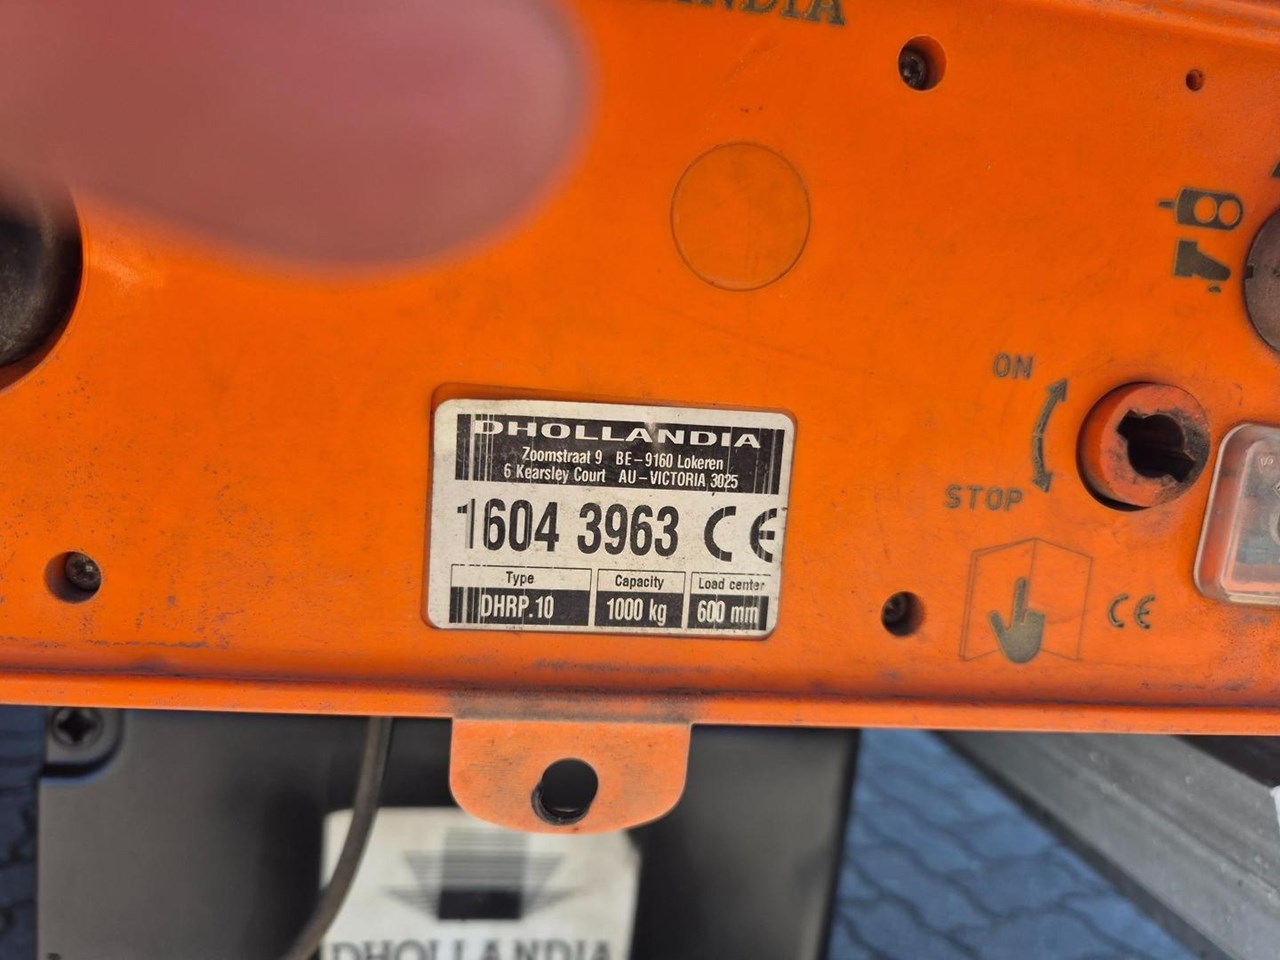 DHOLLANDIA
Zoomstraat 9 BE-9160 Lokeren
6 Kearsley Court AU-VICTORIA 3025
1604 3963 CE
Type Capacity Load center
DHRP.10 1000 kg 600 mm
ON
STOP
CE
DHOLLANDIA